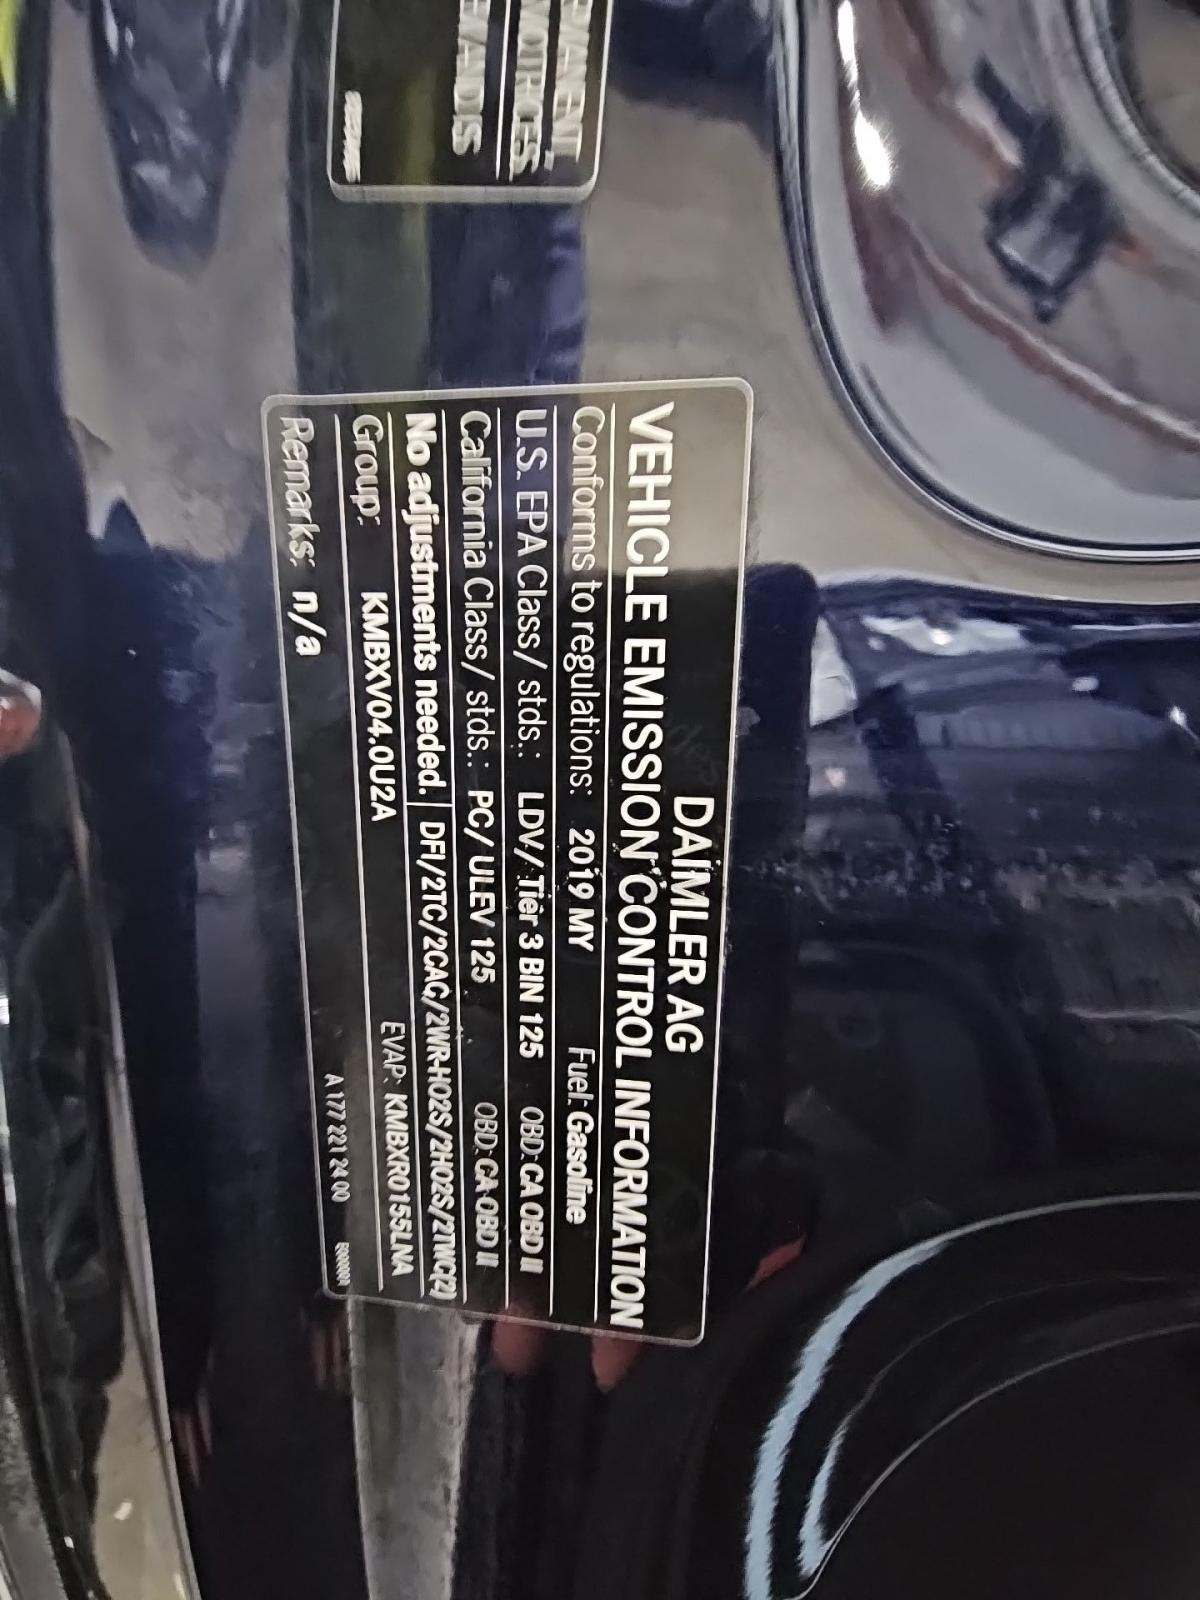 MOTRICES
DAIMLER AG
VEHICLE EMISSION CONTROL INFORMATION
Conforms to regulations: 2019 MY Fuel: Gasoline
U.S. EPA Class/ stds.: LDV/ Tier 3 BIN 125 OBD: CA OBD II
California Class/ stds.: PC/ ULEV 125 OBD: CA OBD II
No adjustments needed. DFI/2TC/2CAC/2WR-HO2S/2HO2S/2TWC(2)
Group: KMBXV04.0U2A EVAP: KMBXR0155LNA
Remarks: n/a
A 177 221 24 00